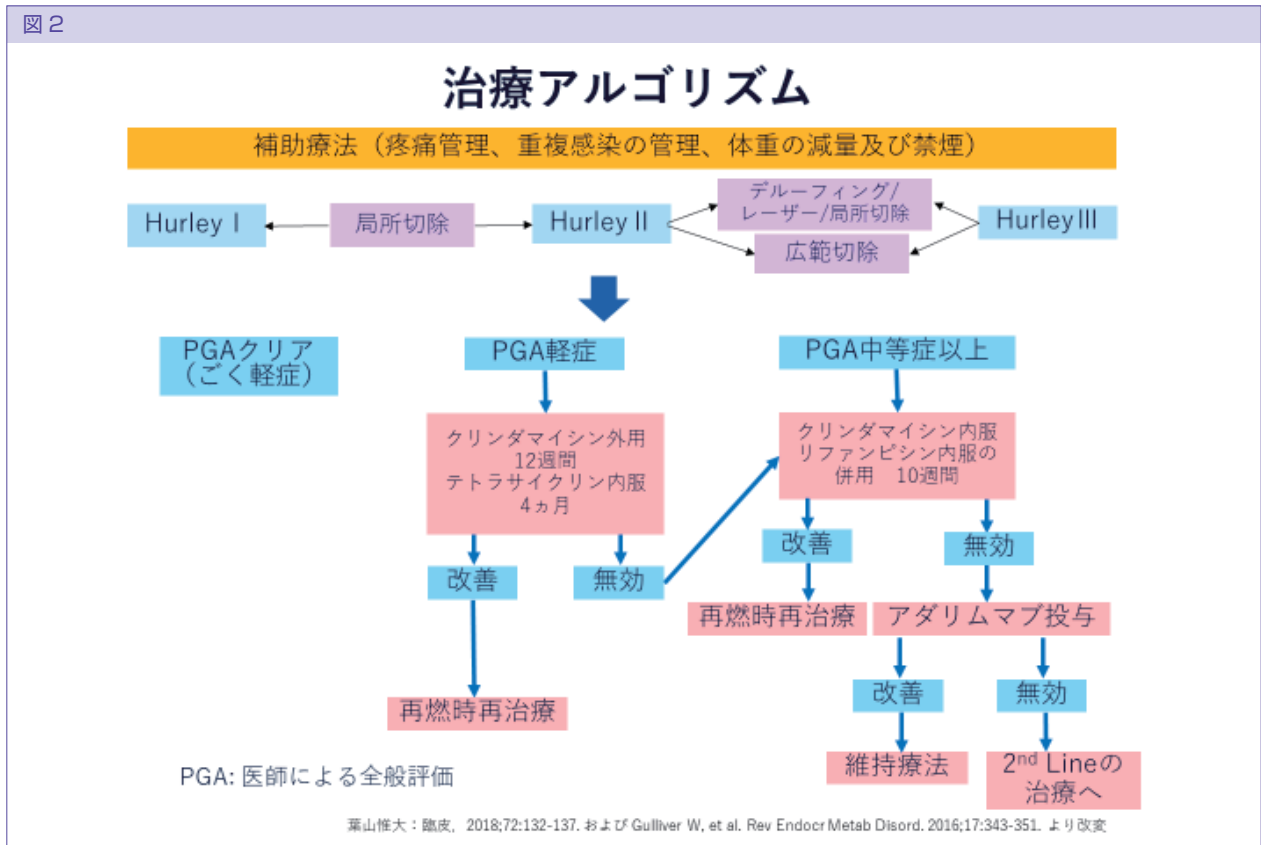 図2
治療アルゴリズム
補助療法（疼痛管理、重複感染の管理、体重の減量及び禁煙）
Hurley Ⅰ
局所切除
Hurley Ⅱ
デルーフィング/
レーザー/局所切除
広範切除
Hurley Ⅲ
PGAクリア
（ごく軽症）
PGA軽症
PGA中等症以上
クリンダマイシン外用
12週間
テトラサイクリン内服
4ヵ月
クリンダマイシン内服
リファンピシン内服の
併用　10週間
改善
無効
改善
無効
再燃時再治療
再燃時再治療
アダリムマブ投与
改善
無効
維持療法
2nd Lineの
治療へ
PGA: 医師による全般評価
葉山惟大：臨皮，2018;72:132-137. および Gulliver W, et al. Rev Endocr Metab Disord. 2016;17:343-351. より改変